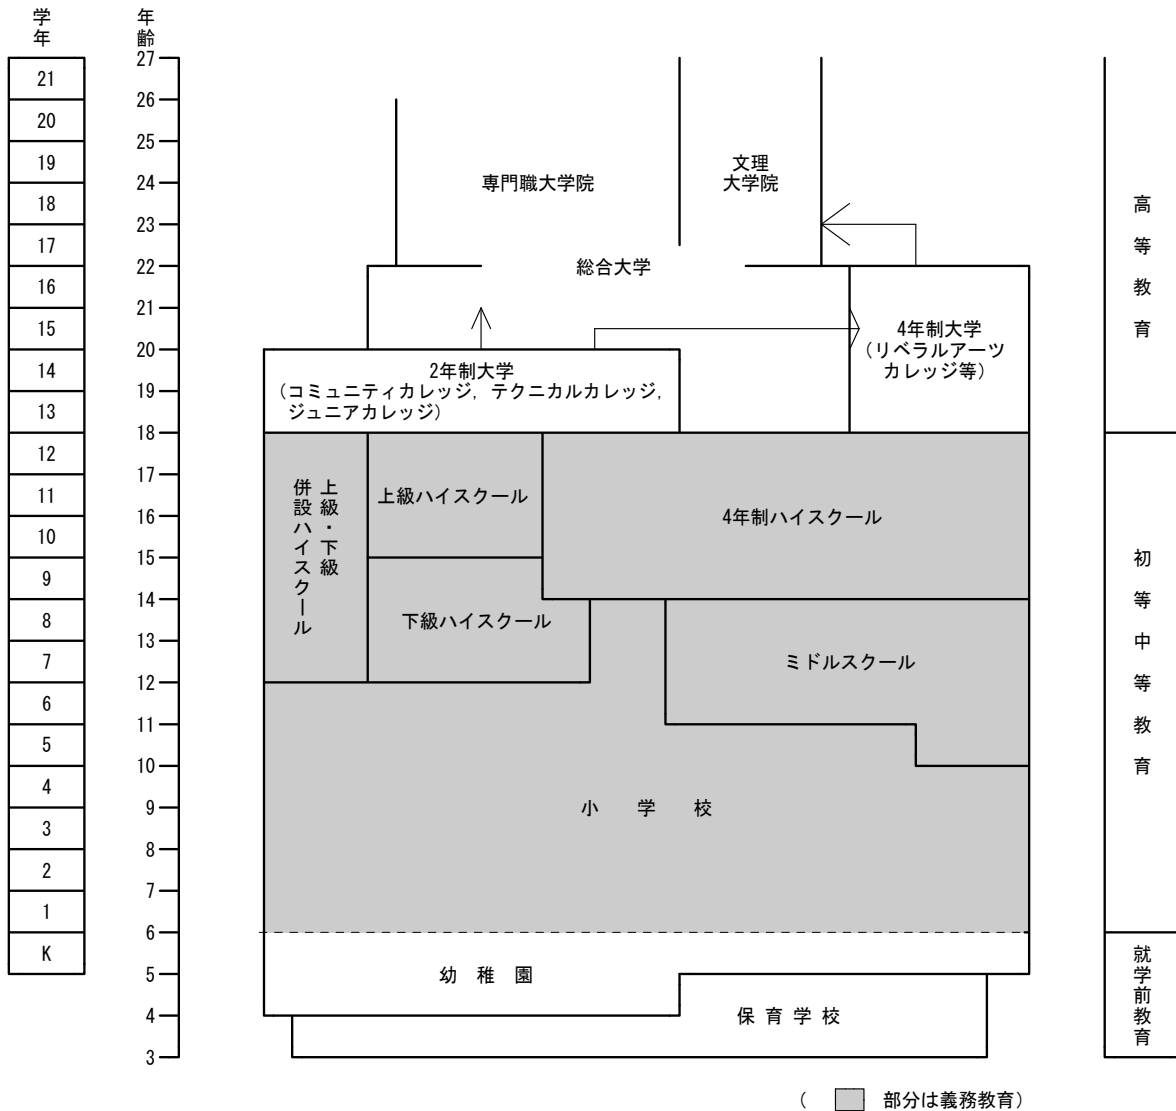 学年
年齢
27
21
26
20
25
19
24
18
23
17
22
16
21
15
20
14
19
13
18
12
17
11
16
10
15
9
14
8
13
7
12
6
11
5
10
4
9
3
8
2
7
1
6
K
5
4
3
専門職大学院
文理
大学院
総合大学
4年制大学
（リベラルアーツ
カレッジ等）
2年制大学
（コミュニティカレッジ，テクニカルカレッジ，
ジュニアカレッジ）
上級・下級
併設ハイスクール
上級ハイスクール
4年制ハイスクール
下級ハイスクール
ミドルスクール
小学校
幼稚園
保育学校
高等教育
初等中等教育
就学前教育
（ 部分は義務教育）